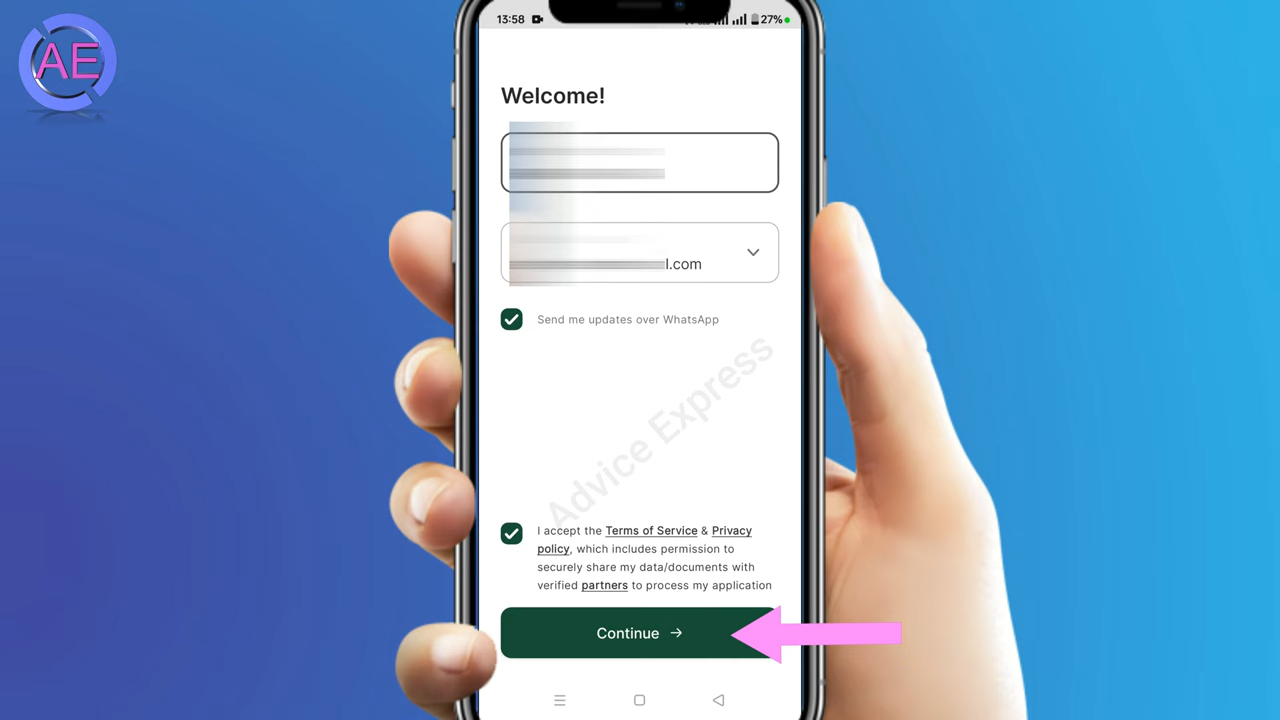 AE
13:58
27%
Welcome!
l.com
Send me updates over WhatsApp
Advice Express
I accept the Terms of Service & Privacy
policy, which includes permission to
securely share my data/documents with
verified partners to process my application
Continue →